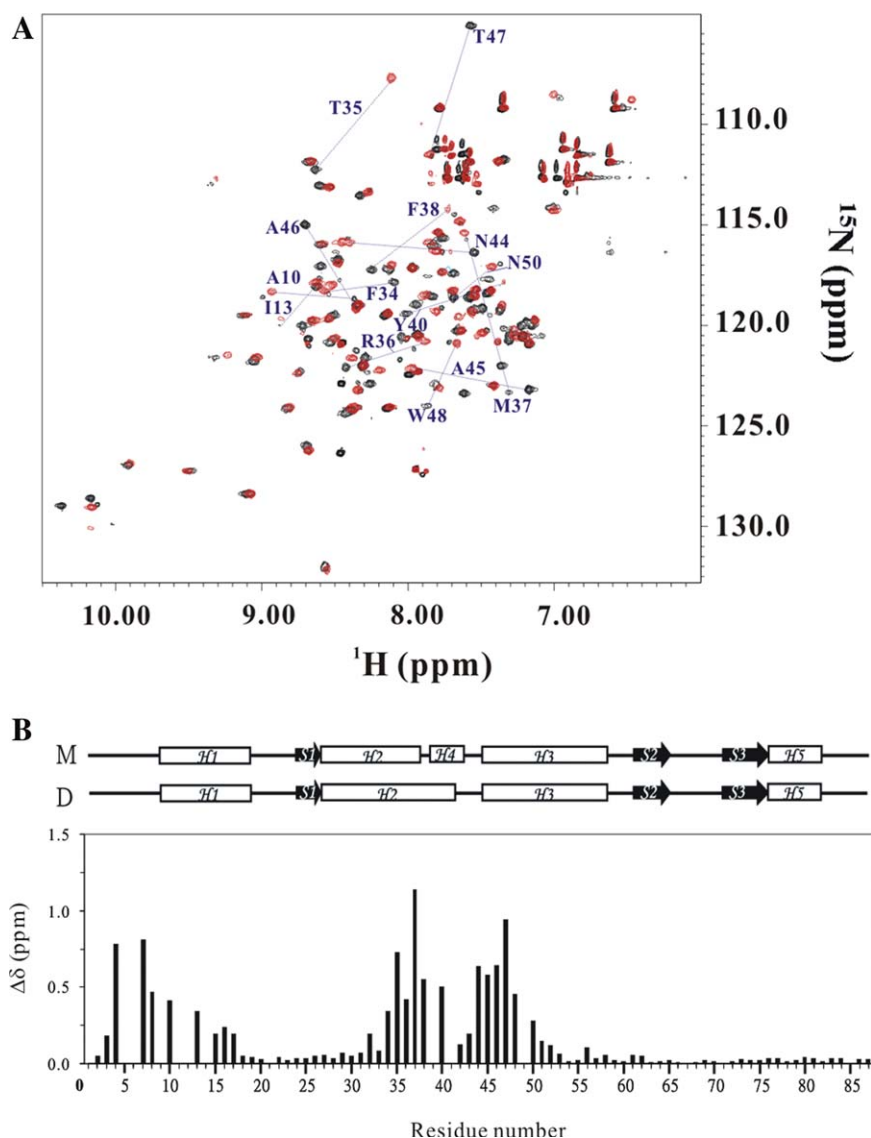 A
T47
T35
110.0
F38
115.0
A46
N44
N50
A10
F34
I13
Y40
120.0
R36
A45
W48
M37
125.0
130.0
¹⁵N (ppm)
10.00 9.00 8.00 7.00
¹H (ppm)
B
M H1 S1 H2 H4 H3 S2 S3 H5
D H1 S1 H2 H3 S2 S3 H5
1.5
1.0
0.5
0.0
Δδ (ppm)
0 5 10 15 20 25 30 35 40 45 50 55 60 65 70 75 80 85
Residue number